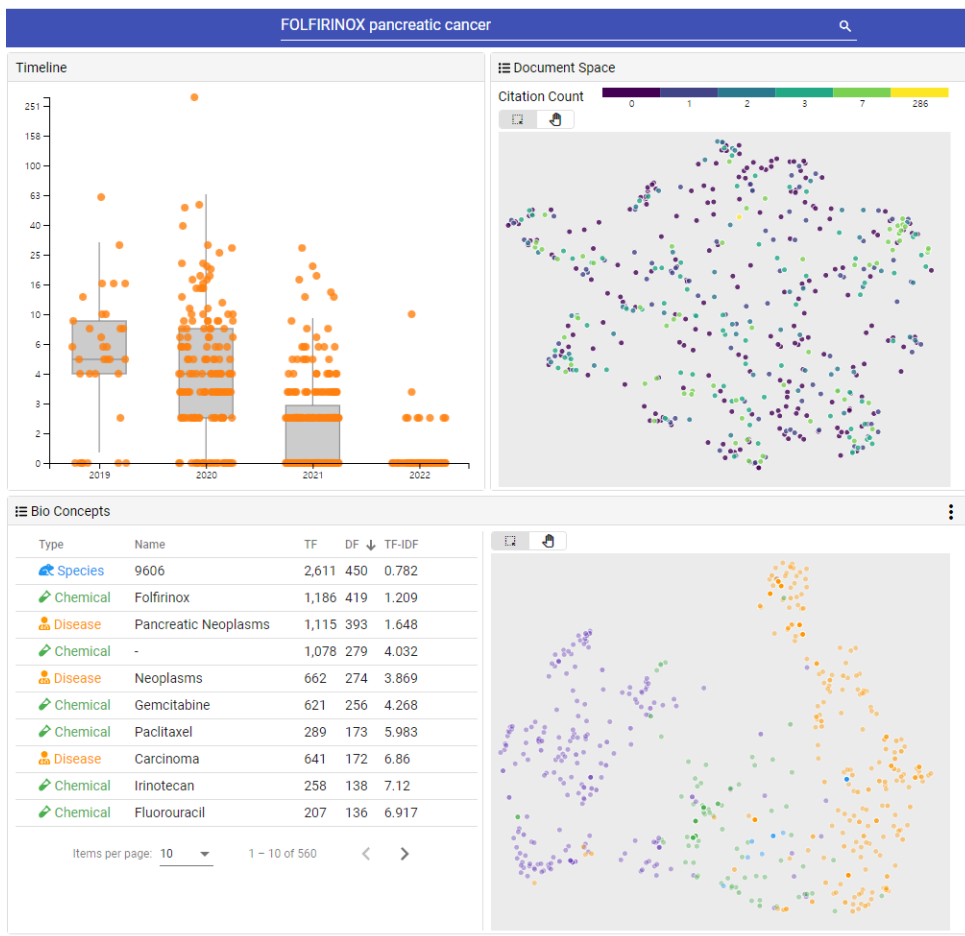 FOLFIRINOX pancreatic cancer
Timeline
251
158
100
63
40
25
16
10
6
4
3
2
0
2019 2020 2021 2022
Document Space
Citation Count
0 1 2 3 7 286
Bio Concepts
Type Name TF DF TF-IDF
Species 9606 2,611 450 0.782
Chemical Folfirinox 1,186 419 1.209
Disease Pancreatic Neoplasms 1,115 393 1.648
Chemical - 1,078 279 4.032
Disease Neoplasms 662 274 3.869
Chemical Gemcitabine 621 256 4.268
Chemical Paclitaxel 289 173 5.983
Disease Carcinoma 641 172 6.86
Chemical Irinotecan 258 138 7.12
Chemical Fluorouracil 207 136 6.917
Items per page: 10 1 – 10 of 560